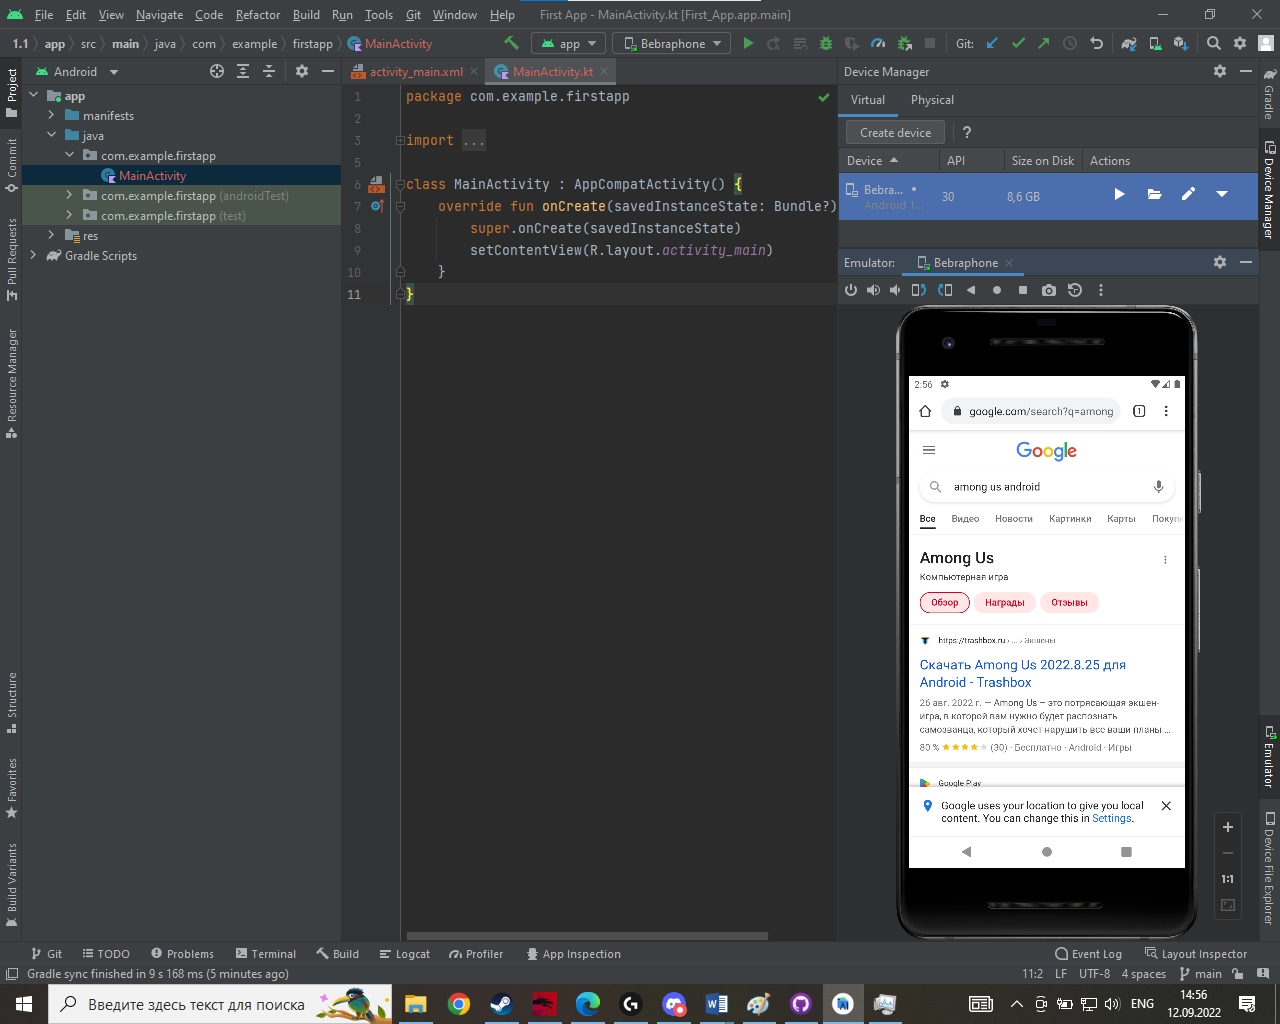 File Edit View Navigate Code Refactor Build Run Tools Git Window Help First App - MainActivity.kt [First_App.app.main]
1.1 app src main java com example firstapp MainActivity app Bebraphone Git:
Project
Commit
Pull Requests
Resource Manager
Structure
Favorites
Build Variants
Android
app
manifests
java
com.example.firstapp
MainActivity
com.example.firstapp (androidTest)
com.example.firstapp (test)
res
Gradle Scripts
activity_main.xml MainActivity.kt
1 package com.example.firstapp
2
3 import ...
5
6 class MainActivity : AppCompatActivity() {
7 override fun onCreate(savedInstanceState: Bundle?)
8 super.onCreate(savedInstanceState)
9 setContentView(R.layout.activity_main)
10 }
11 }
Device Manager
Virtual Physical
Create device ?
Device API Size on Disk Actions
Bebra... 30 8,6 GB
Android 1...
Emulator: Bebraphone
2:56
google.com/search?q=among 1
Google
among us android
Все Видео Новости Картинки Карты Покуп
Among Us
Компьютерная игра
Обзор Награды Отзывы
https://trashbox.ru › ... › Экшены
Скачать Among Us 2022.8.25 для
Android - Trashbox
26 авг. 2022 г. — Among Us – это потрясающая экшен-
игра, в которой вам нужно будет распознать
самозванца, который хочет нарушить все ваши планы ...
80 % (30) · Бесплатно · Android · Игры
Google Play
Google uses your location to give you local
content. You can change this in Settings.
1:1
Gradle
Device Manager
Emulator
Device File Explorer
Git TODO Problems Terminal Build Logcat Profiler App Inspection Event Log Layout Inspector
Gradle sync finished in 9 s 168 ms (5 minutes ago) 11:2 LF UTF-8 4 spaces main
Введите здесь текст для поиска
ENG
14:56
12.09.2022